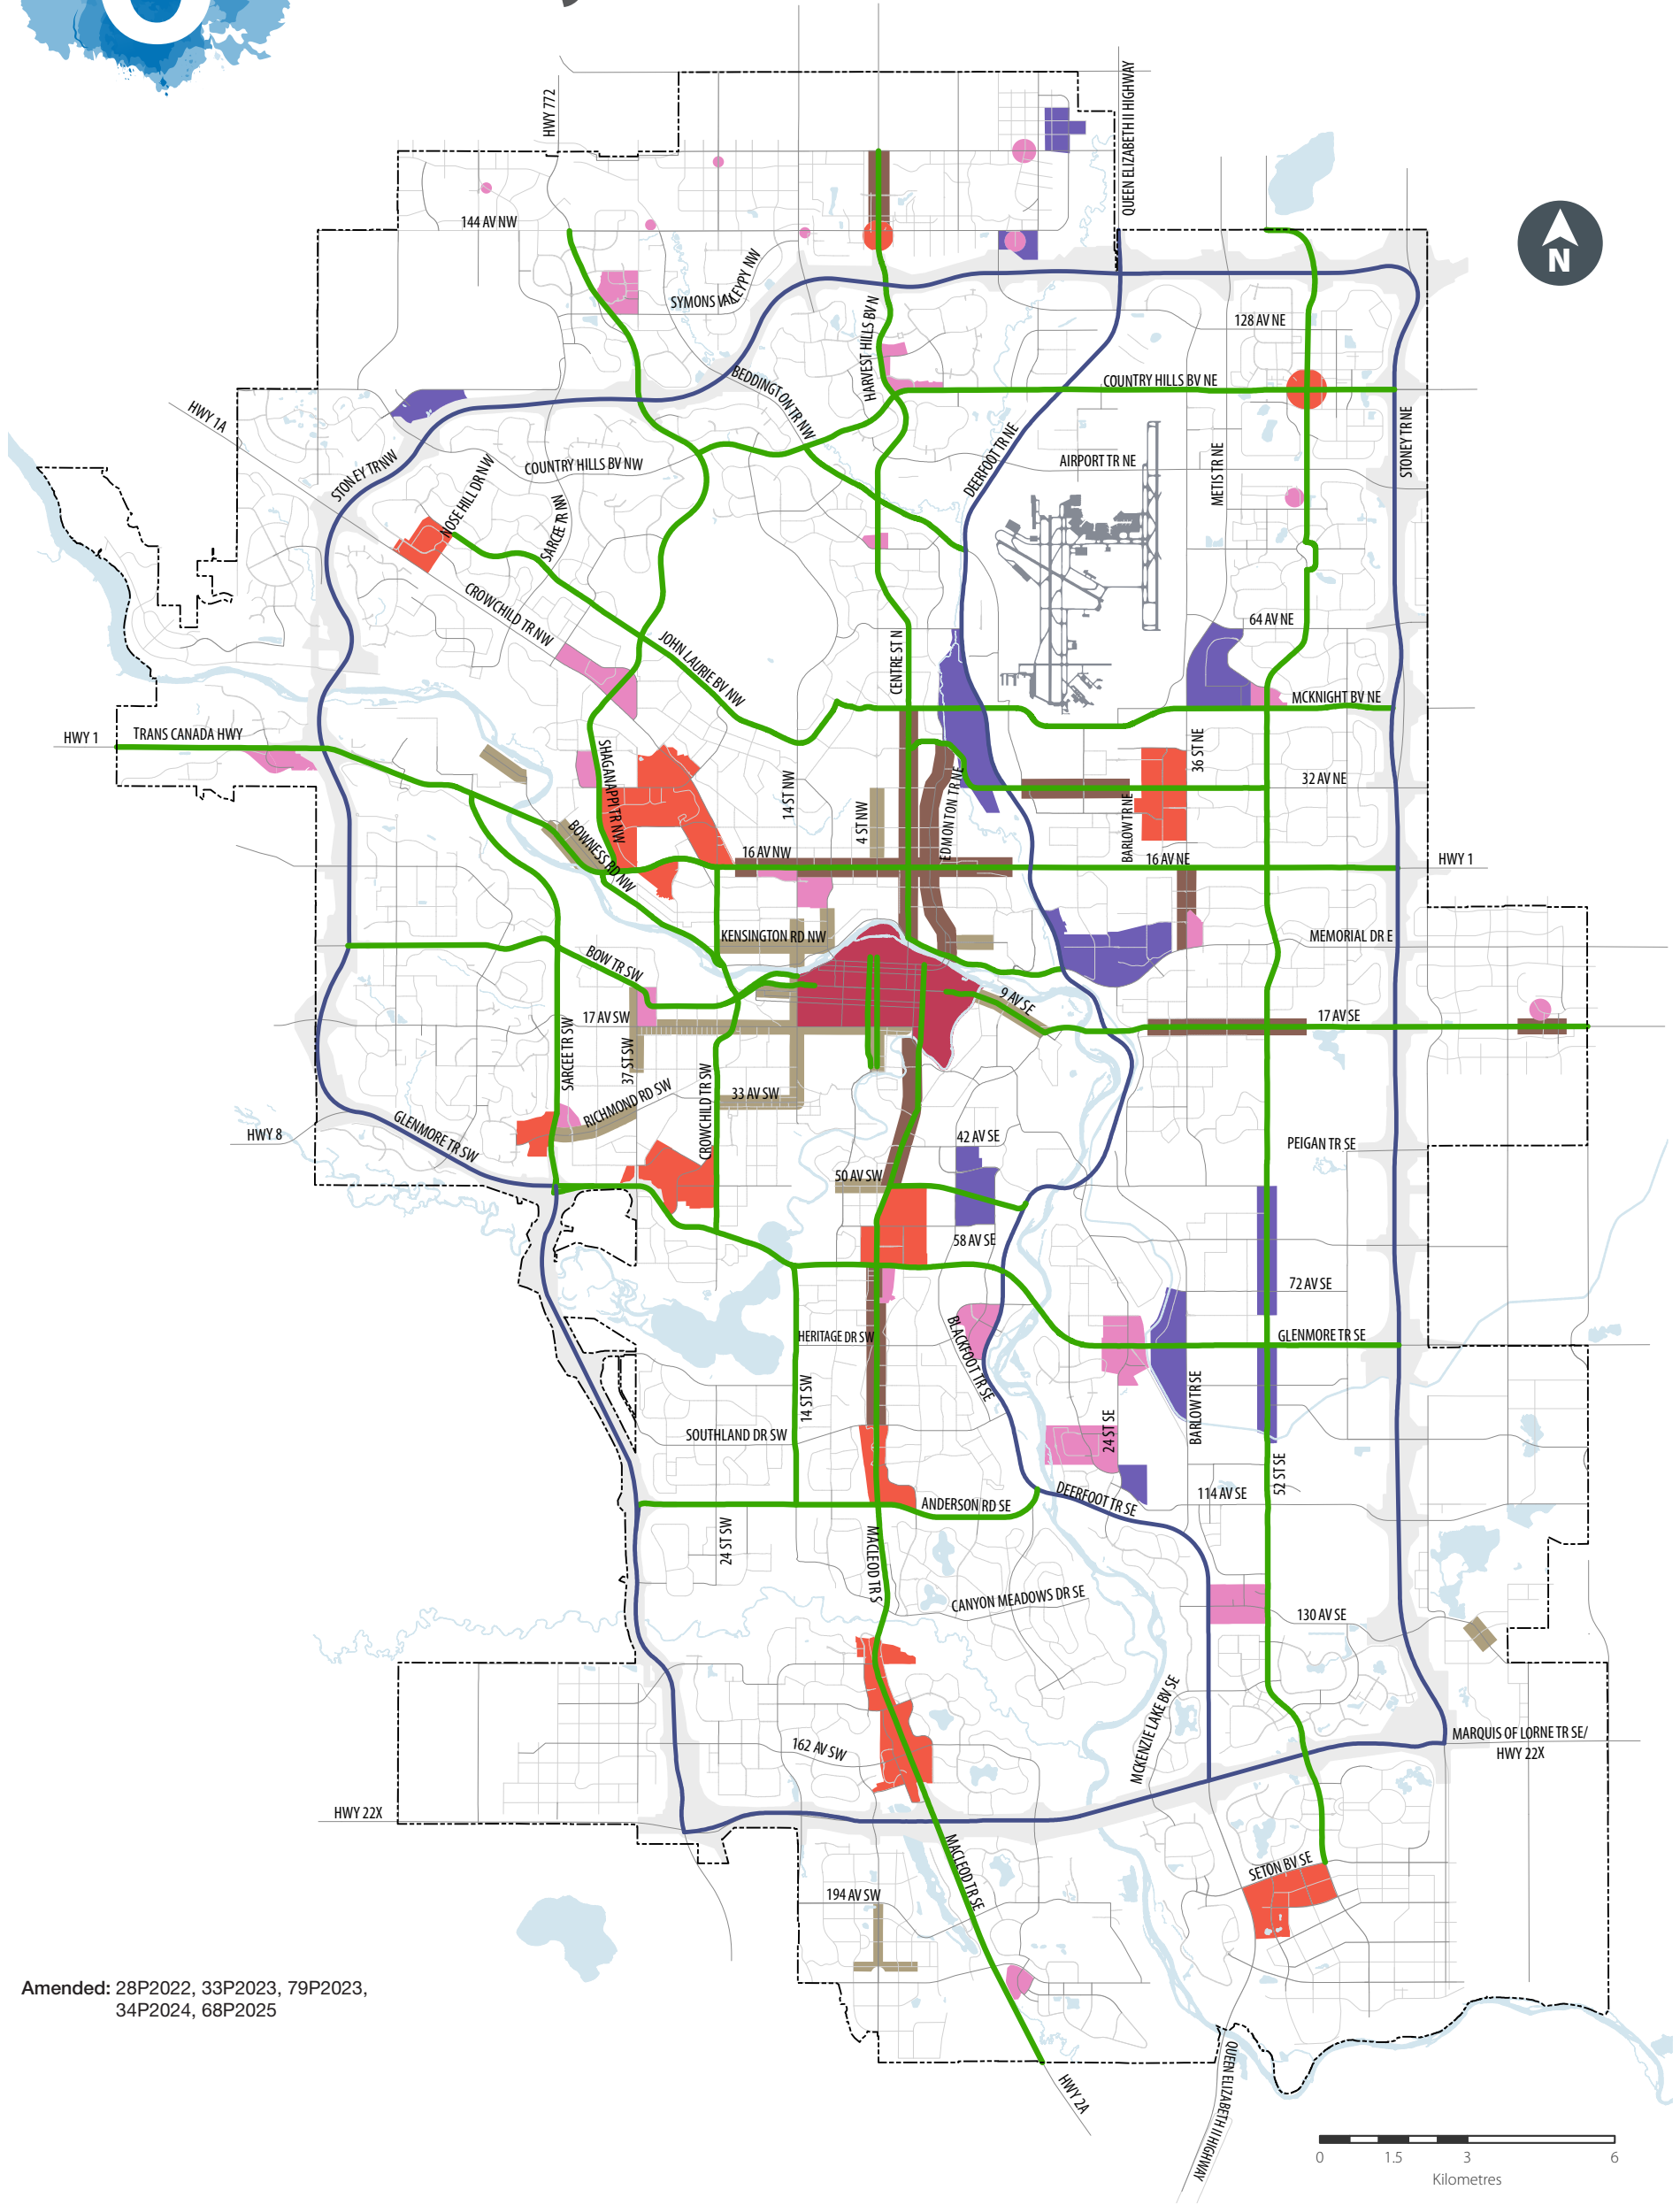 QUEEN ELIZABETH II HIGHWAY
HWY 772
144 AV NW
N
SYMONS VALLEYPY NW
HARVEST HILLS BV N
128 AV NE
BEDDINGTON TR NW
COUNTRY HILLS BV NE
HWY 1A
STONEY TR NE
DEERFOOT TR NE
STONEY TR NW
NOSE HILL DR NW
COUNTRY HILLS BV NW
AIRPORT TR NE
METIS TR NE
SARCEE TR NW
CROWCHILD TR NW
JOHN LAURIE BV NW
64 AV NE
CENTRE ST N
MCKNIGHT BV NE
HWY 1
TRANS CANADA HWY
SHAGANAPPI TR NW
36 ST NE
32 AV NE
14 ST NW
4 ST NW
EDMONTON TR NE
BARLOW TR NE
BOWNESS RD NW
16 AV NW
16 AV NE
HWY 1
KENSINGTON RD NW
MEMORIAL DR E
BOW TR SW
9 AV SE
17 AV SW
17 AV SE
SARCEE TR SW
37 ST SW
CROWCHILD TR SW
33 AV SW
RICHMOND RD SW
GLENMORE TR SW
HWY 8
42 AV SE
PEIGAN TR SE
50 AV SW
58 AV SE
72 AV SE
HERITAGE DR SW
BLACKFOOT TR SE
GLENMORE TR SE
14 ST SW
24 ST SE
BARLOW TR SE
SOUTHLAND DR SW
52 ST SE
ANDERSON RD SE
DEERFOOT TR SE
114 AV SE
24 ST SW
MACLEOD TR S
CANYON MEADOWS DR SE
130 AV SE
MCKENZIE LAKE BV SE
162 AV SW
MARQUIS OF LORNE TR SE/
HWY 22X
HWY 22X
MACLEOD TR SE
SETON BV SE
194 AV SW
Amended: 28P2022, 33P2023, 79P2023,
34P2024, 68P2025
HWY 2A
QUEEN ELIZABETH II HIGHWAY
0 1.5 3 6
Kilometres